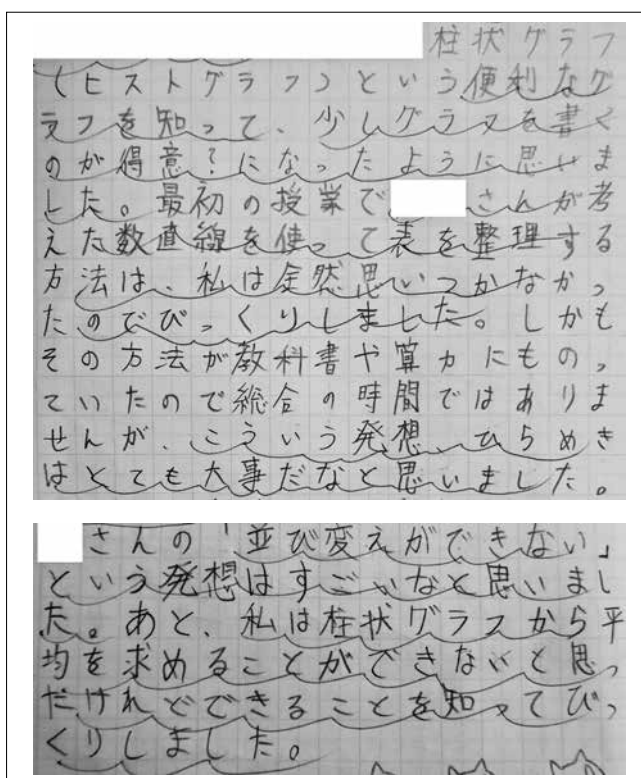 柱状グラフ
(ヒストグラフ)という便利なグ
ラフを知って、少しグラフを書く
のが得意?になったように思いま
した。最初の授業で さんが考
えた数直線を使って表を整理する
方法は、私は全然思いつかなかっ
たのでびっくりしました。しかも
その方法が教科書や算カにものっ
ていたので総合の時間ではありま
せんが、こういう発想、ひらめき
はとても大事だなと思いました。
さんの「並び変えができない」
という発想はすごいなと思いまし
た。あと、私は柱状グラフから平
均を求めることができないと思っ
たけれどできることを知ってびっ
くりしました。